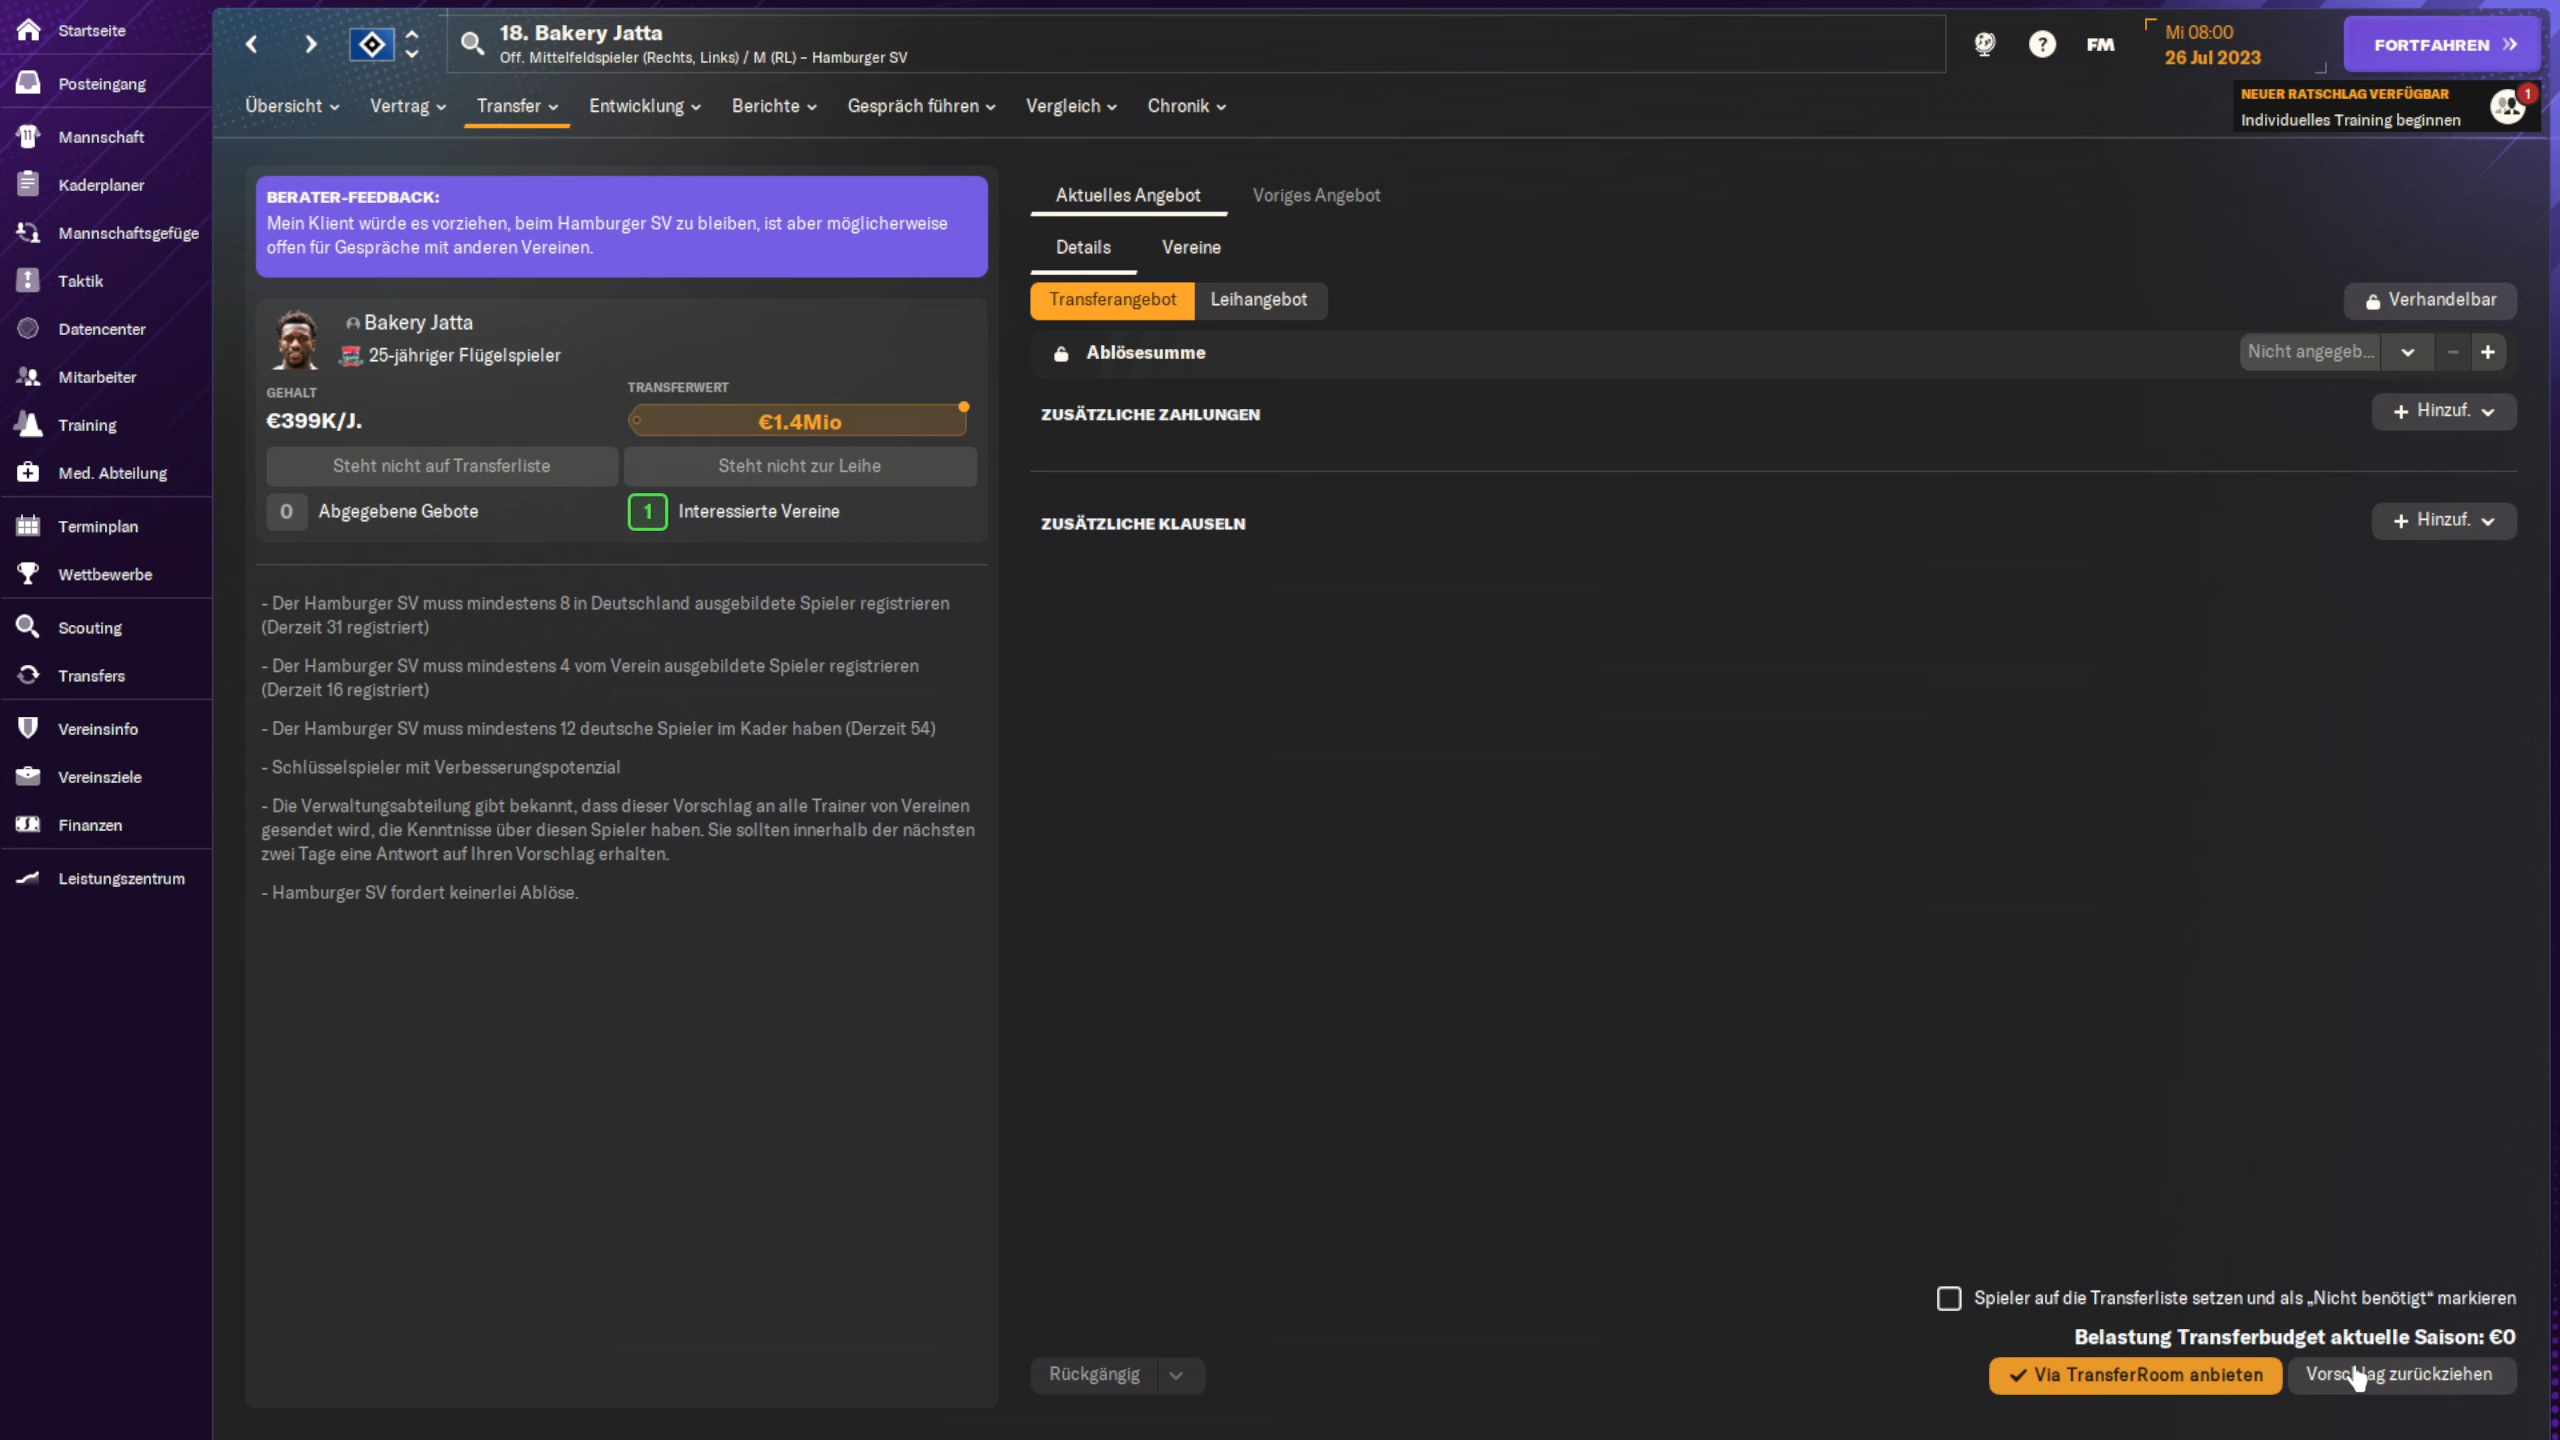 Startseite
Posteingang
Mannschaft
Kaderplaner
Mannschaftsgefüge
Taktik
Datencenter
Mitarbeiter
Training
Med. Abteilung
Terminplan
Wettbewerbe
Scouting
Transfers
Vereinsinfo
Vereinsziele
Finanzen
Leistungszentrum
18. Bakery Jatta
Off. Mittelfeldspieler (Rechts, Links) / M (RL) - Hamburger SV
?
FM
Mi 08:00
26 Jul 2023
FORTFAHREN
NEUER RATSCHLAG VERFÜGBAR
Individuelles Training beginnen
1
Übersicht Vertrag Transfer Entwicklung Berichte Gespräch führen Vergleich Chronik
BERATER-FEEDBACK:
Mein Klient würde es vorziehen, beim Hamburger SV zu bleiben, ist aber möglicherweise
offen für Gespräche mit anderen Vereinen.
Bakery Jatta
25-jähriger Flügelspieler
GEHALT
€399K/J.
TRANSFERWERT
€1.4Mio
Steht nicht auf Transferliste
Steht nicht zur Leihe
0 Abgegebene Gebote
1 Interessierte Vereine
- Der Hamburger SV muss mindestens 8 in Deutschland ausgebildete Spieler registrieren
(Derzeit 31 registriert)
- Der Hamburger SV muss mindestens 4 vom Verein ausgebildete Spieler registrieren
(Derzeit 16 registriert)
- Der Hamburger SV muss mindestens 12 deutsche Spieler im Kader haben (Derzeit 54)
- Schlüsselspieler mit Verbesserungspotenzial
- Die Verwaltungsabteilung gibt bekannt, dass dieser Vorschlag an alle Trainer von Vereinen
gesendet wird, die Kenntnisse über diesen Spieler haben. Sie sollten innerhalb der nächsten
zwei Tage eine Antwort auf Ihren Vorschlag erhalten.
- Hamburger SV fordert keinerlei Ablöse.
Aktuelles Angebot Voriges Angebot
Details Vereine
Transferangebot Leihangebot
Verhandelbar
Ablösesumme
Nicht angegeb...
ZUSÄTZLICHE ZAHLUNGEN
+ Hinzuf.
ZUSÄTZLICHE KLAUSELN
+ Hinzuf.
Spieler auf die Transferliste setzen und als „Nicht benötigt“ markieren
Belastung Transferbudget aktuelle Saison: €0
Rückgängig
Via TransferRoom anbieten
Vorschlag zurückziehen